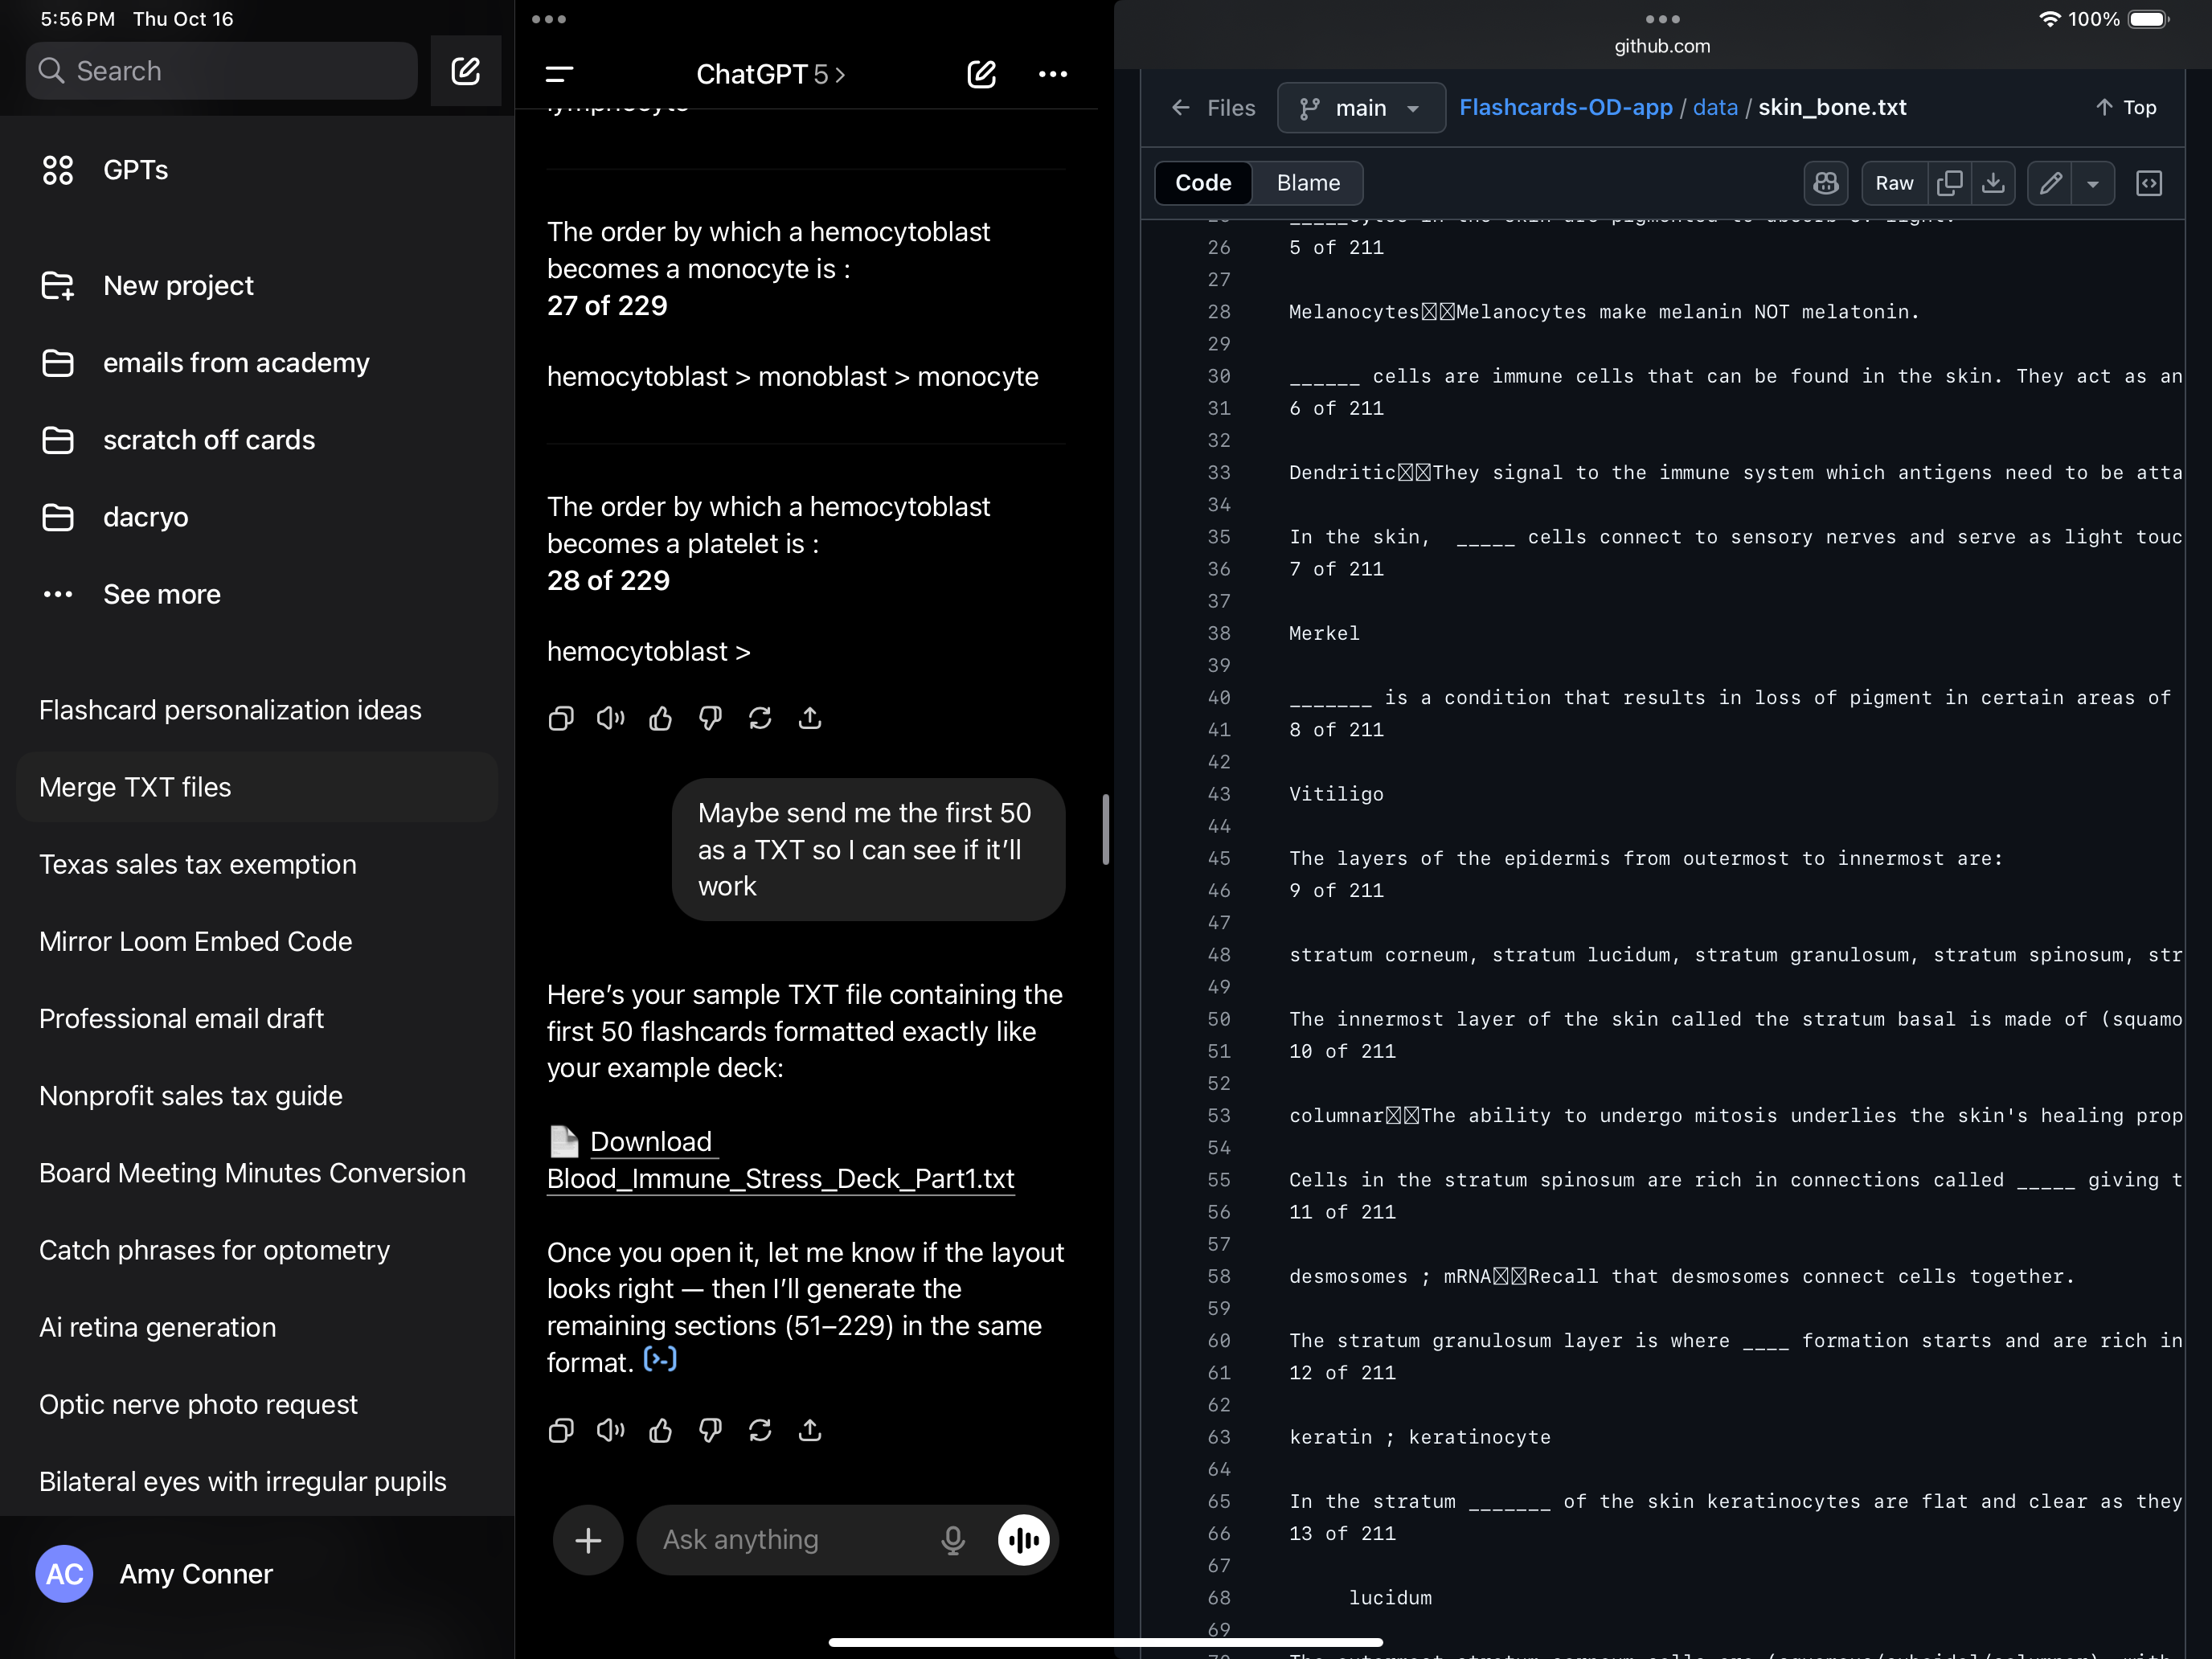 5:56 PM Thu Oct 16
Search
GPTs
New project
emails from academy
scratch off cards
dacryo
See more
Flashcard personalization ideas
Merge TXT files
Texas sales tax exemption
Mirror Loom Embed Code
Professional email draft
Nonprofit sales tax guide
Board Meeting Minutes Conversion
Catch phrases for optometry
Ai retina generation
Optic nerve photo request
Bilateral eyes with irregular pupils
AC Amy Conner
ChatGPT 5 >
lymphocyte
The order by which a hemocytoblast
becomes a monocyte is :
27 of 229
hemocytoblast > monoblast > monocyte
The order by which a hemocytoblast
becomes a platelet is :
28 of 229
hemocytoblast >
Maybe send me the first 50
as a TXT so I can see if it’ll
work
Here’s your sample TXT file containing the
first 50 flashcards formatted exactly like
your example deck:
Download
Blood_Immune_Stress_Deck_Part1.txt
Once you open it, let me know if the layout
looks right — then I’ll generate the
remaining sections (51–229) in the same
format.
Ask anything
100%
github.com
Files main Flashcards-OD-app / data / skin_bone.txt Top
Code Blame Raw
_____cytes in the skin are pigmented to absorb UV light.
26 5 of 211
27
28 Melanocytes☒☒Melanocytes make melanin NOT melatonin.
29
30 ______ cells are immune cells that can be found in the skin. They act as an
31 6 of 211
32
33 Dendritic☒☒They signal to the immune system which antigens need to be atta
34
35 In the skin,  _____ cells connect to sensory nerves and serve as light touc
36 7 of 211
37
38 Merkel
39
40 _______ is a condition that results in loss of pigment in certain areas of
41 8 of 211
42
43 Vitiligo
44
45 The layers of the epidermis from outermost to innermost are:
46 9 of 211
47
48 stratum corneum, stratum lucidum, stratum granulosum, stratum spinosum, str
49
50 The innermost layer of the skin called the stratum basal is made of (squamo
51 10 of 211
52
53 columnar☒☒The ability to undergo mitosis underlies the skin's healing prop
54
55 Cells in the stratum spinosum are rich in connections called _____ giving t
56 11 of 211
57
58 desmosomes ; mRNA☒☒Recall that desmosomes connect cells together.
59
60 The stratum granulosum layer is where ____ formation starts and are rich in
61 12 of 211
62
63 keratin ; keratinocyte
64
65 In the stratum _______ of the skin keratinocytes are flat and clear as they
66 13 of 211
67
68 lucidum
69